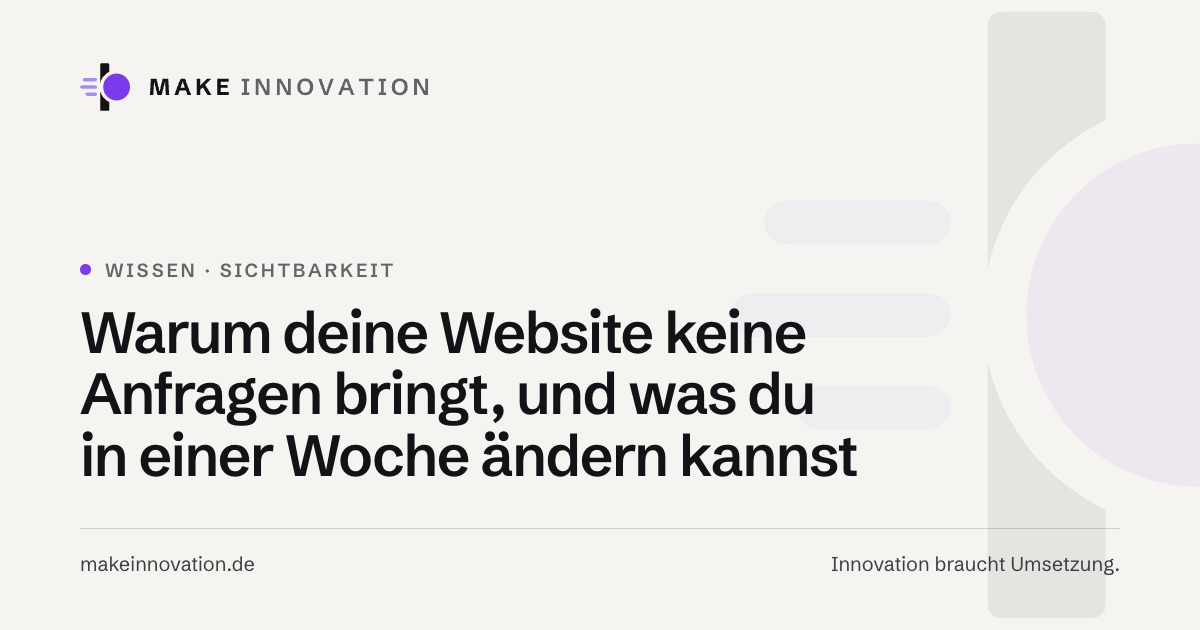 MAKE INNOVATION
WISSEN · SICHTBARKEIT
Warum deine Website keine
Anfragen bringt, und was du
in einer Woche ändern kannst
makeinnovation.de
Innovation braucht Umsetzung.